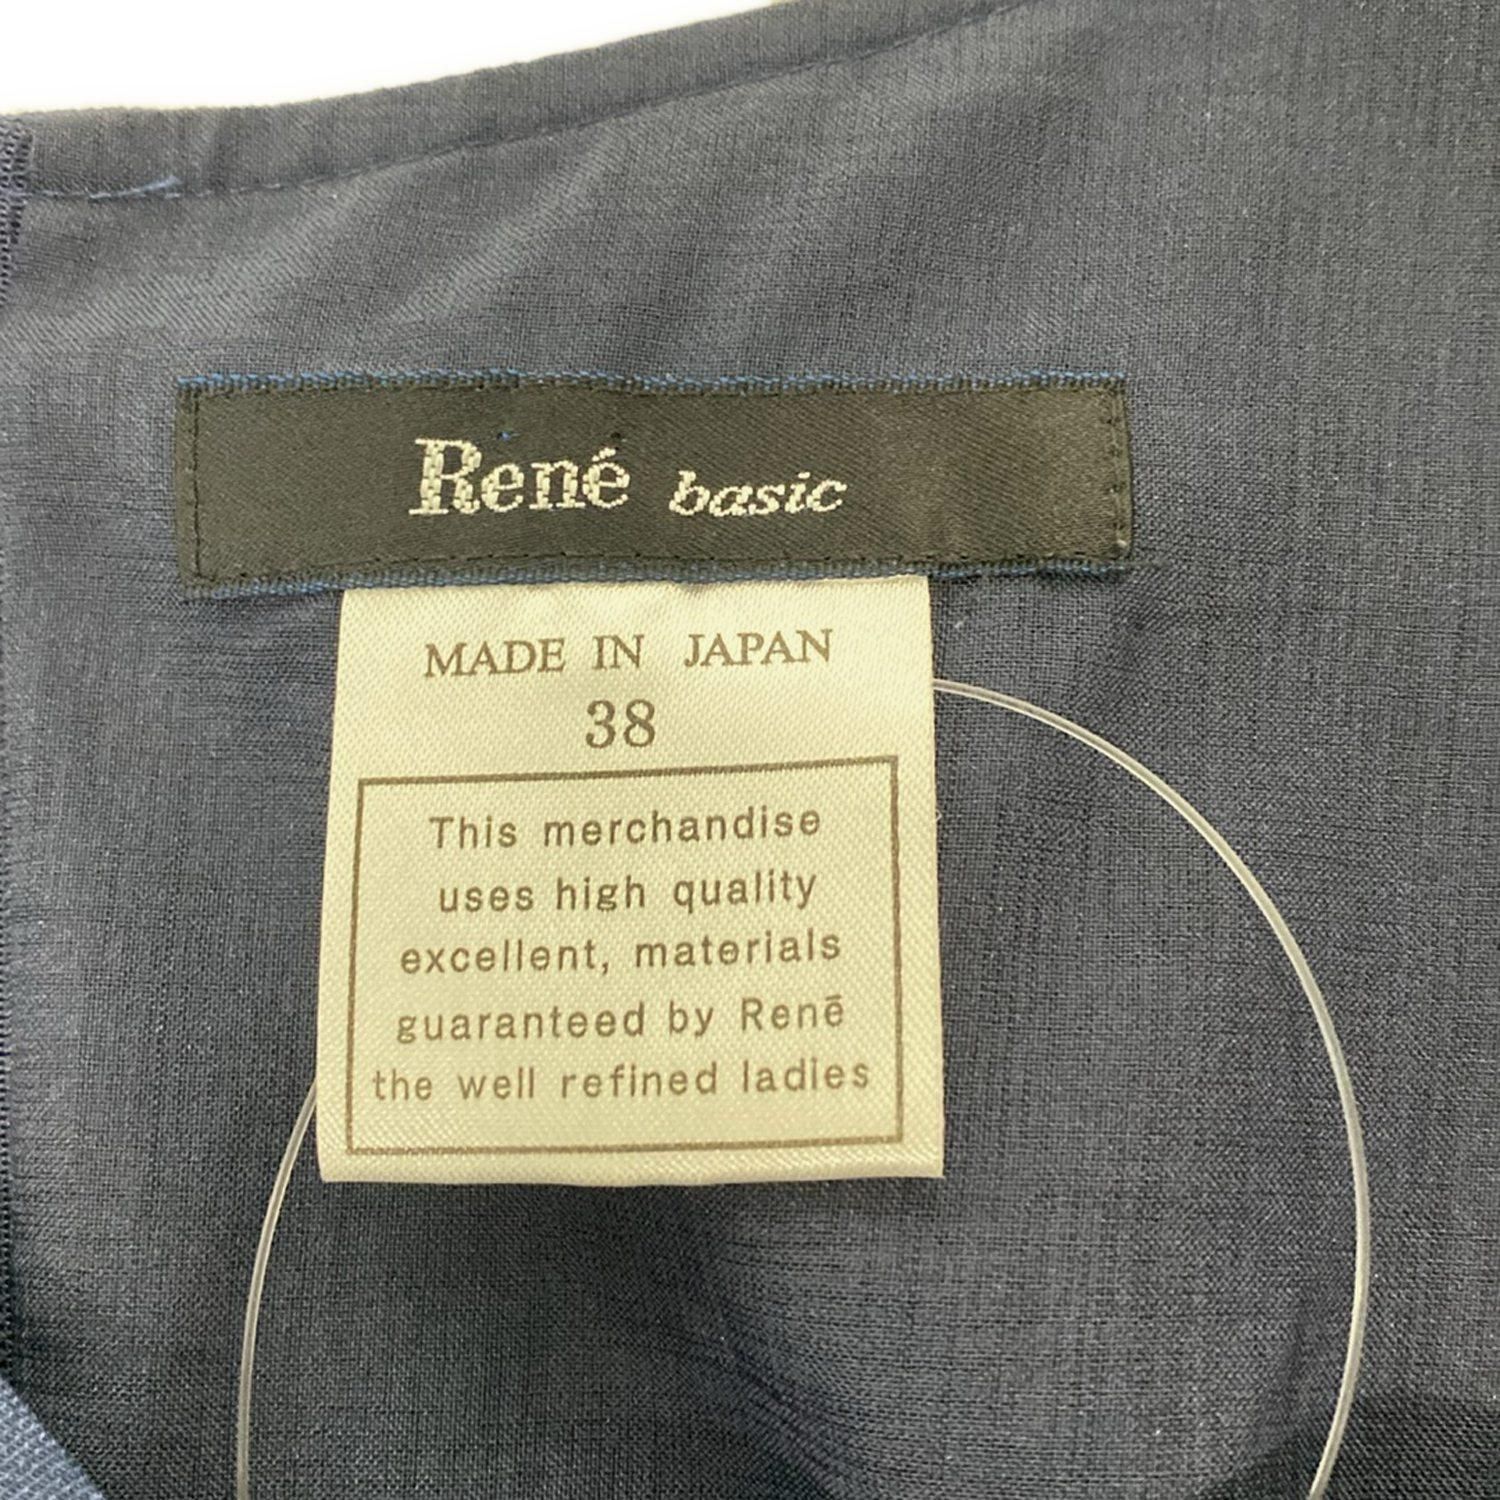 René basic
MADE IN JAPAN
38
This merchandise
uses high quality
excellent, materials
guaranteed by Renē
the well refined ladies